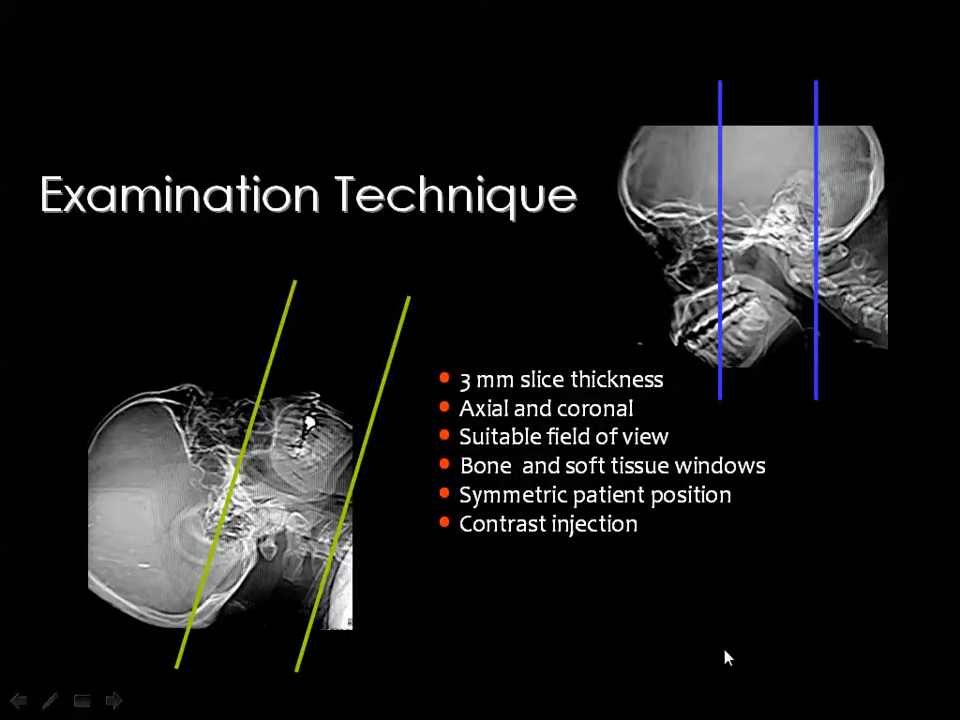 Examination Technique
3 mm slice thickness
Axial and coronal
Suitable field of view
Bone and soft tissue windows
Symmetric patient position
Contrast injection